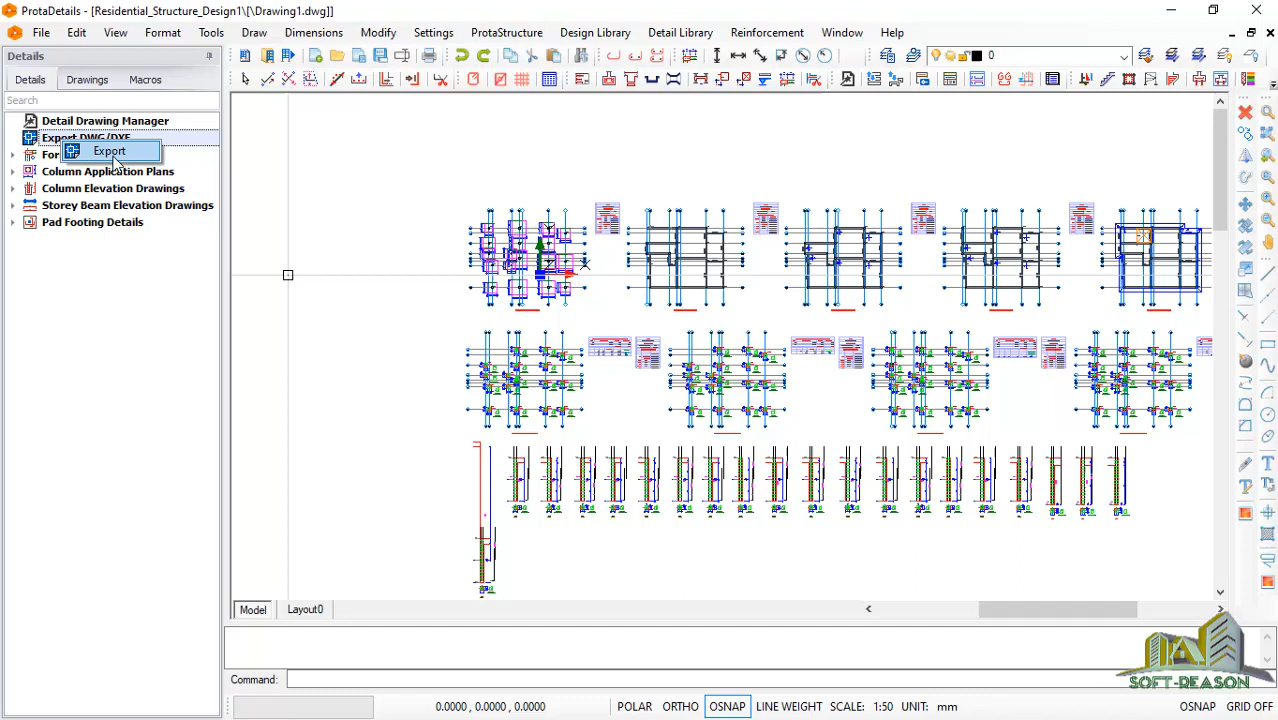 ProtaDetails - [Residential_Structure_Design1\[\Drawing1.dwg]]
File Edit View Format Tools Draw Dimensions Modify Settings ProtaStructure Design Library Detail Library Reinforcement Window Help
Details
0
Details Drawings Macros
Search
Detail Drawing Manager
Export DWG/DXF
Export
For
Column Application Plans
Column Elevation Drawings
Storey Beam Elevation Drawings
Pad Footing Details
Model Layout0
Command:
SOFT-REASON
0.0000 , 0.0000 , 0.0000 POLAR ORTHO OSNAP LINE WEIGHT SCALE: 1:50 UNIT: mm OSNAP GRID OFF